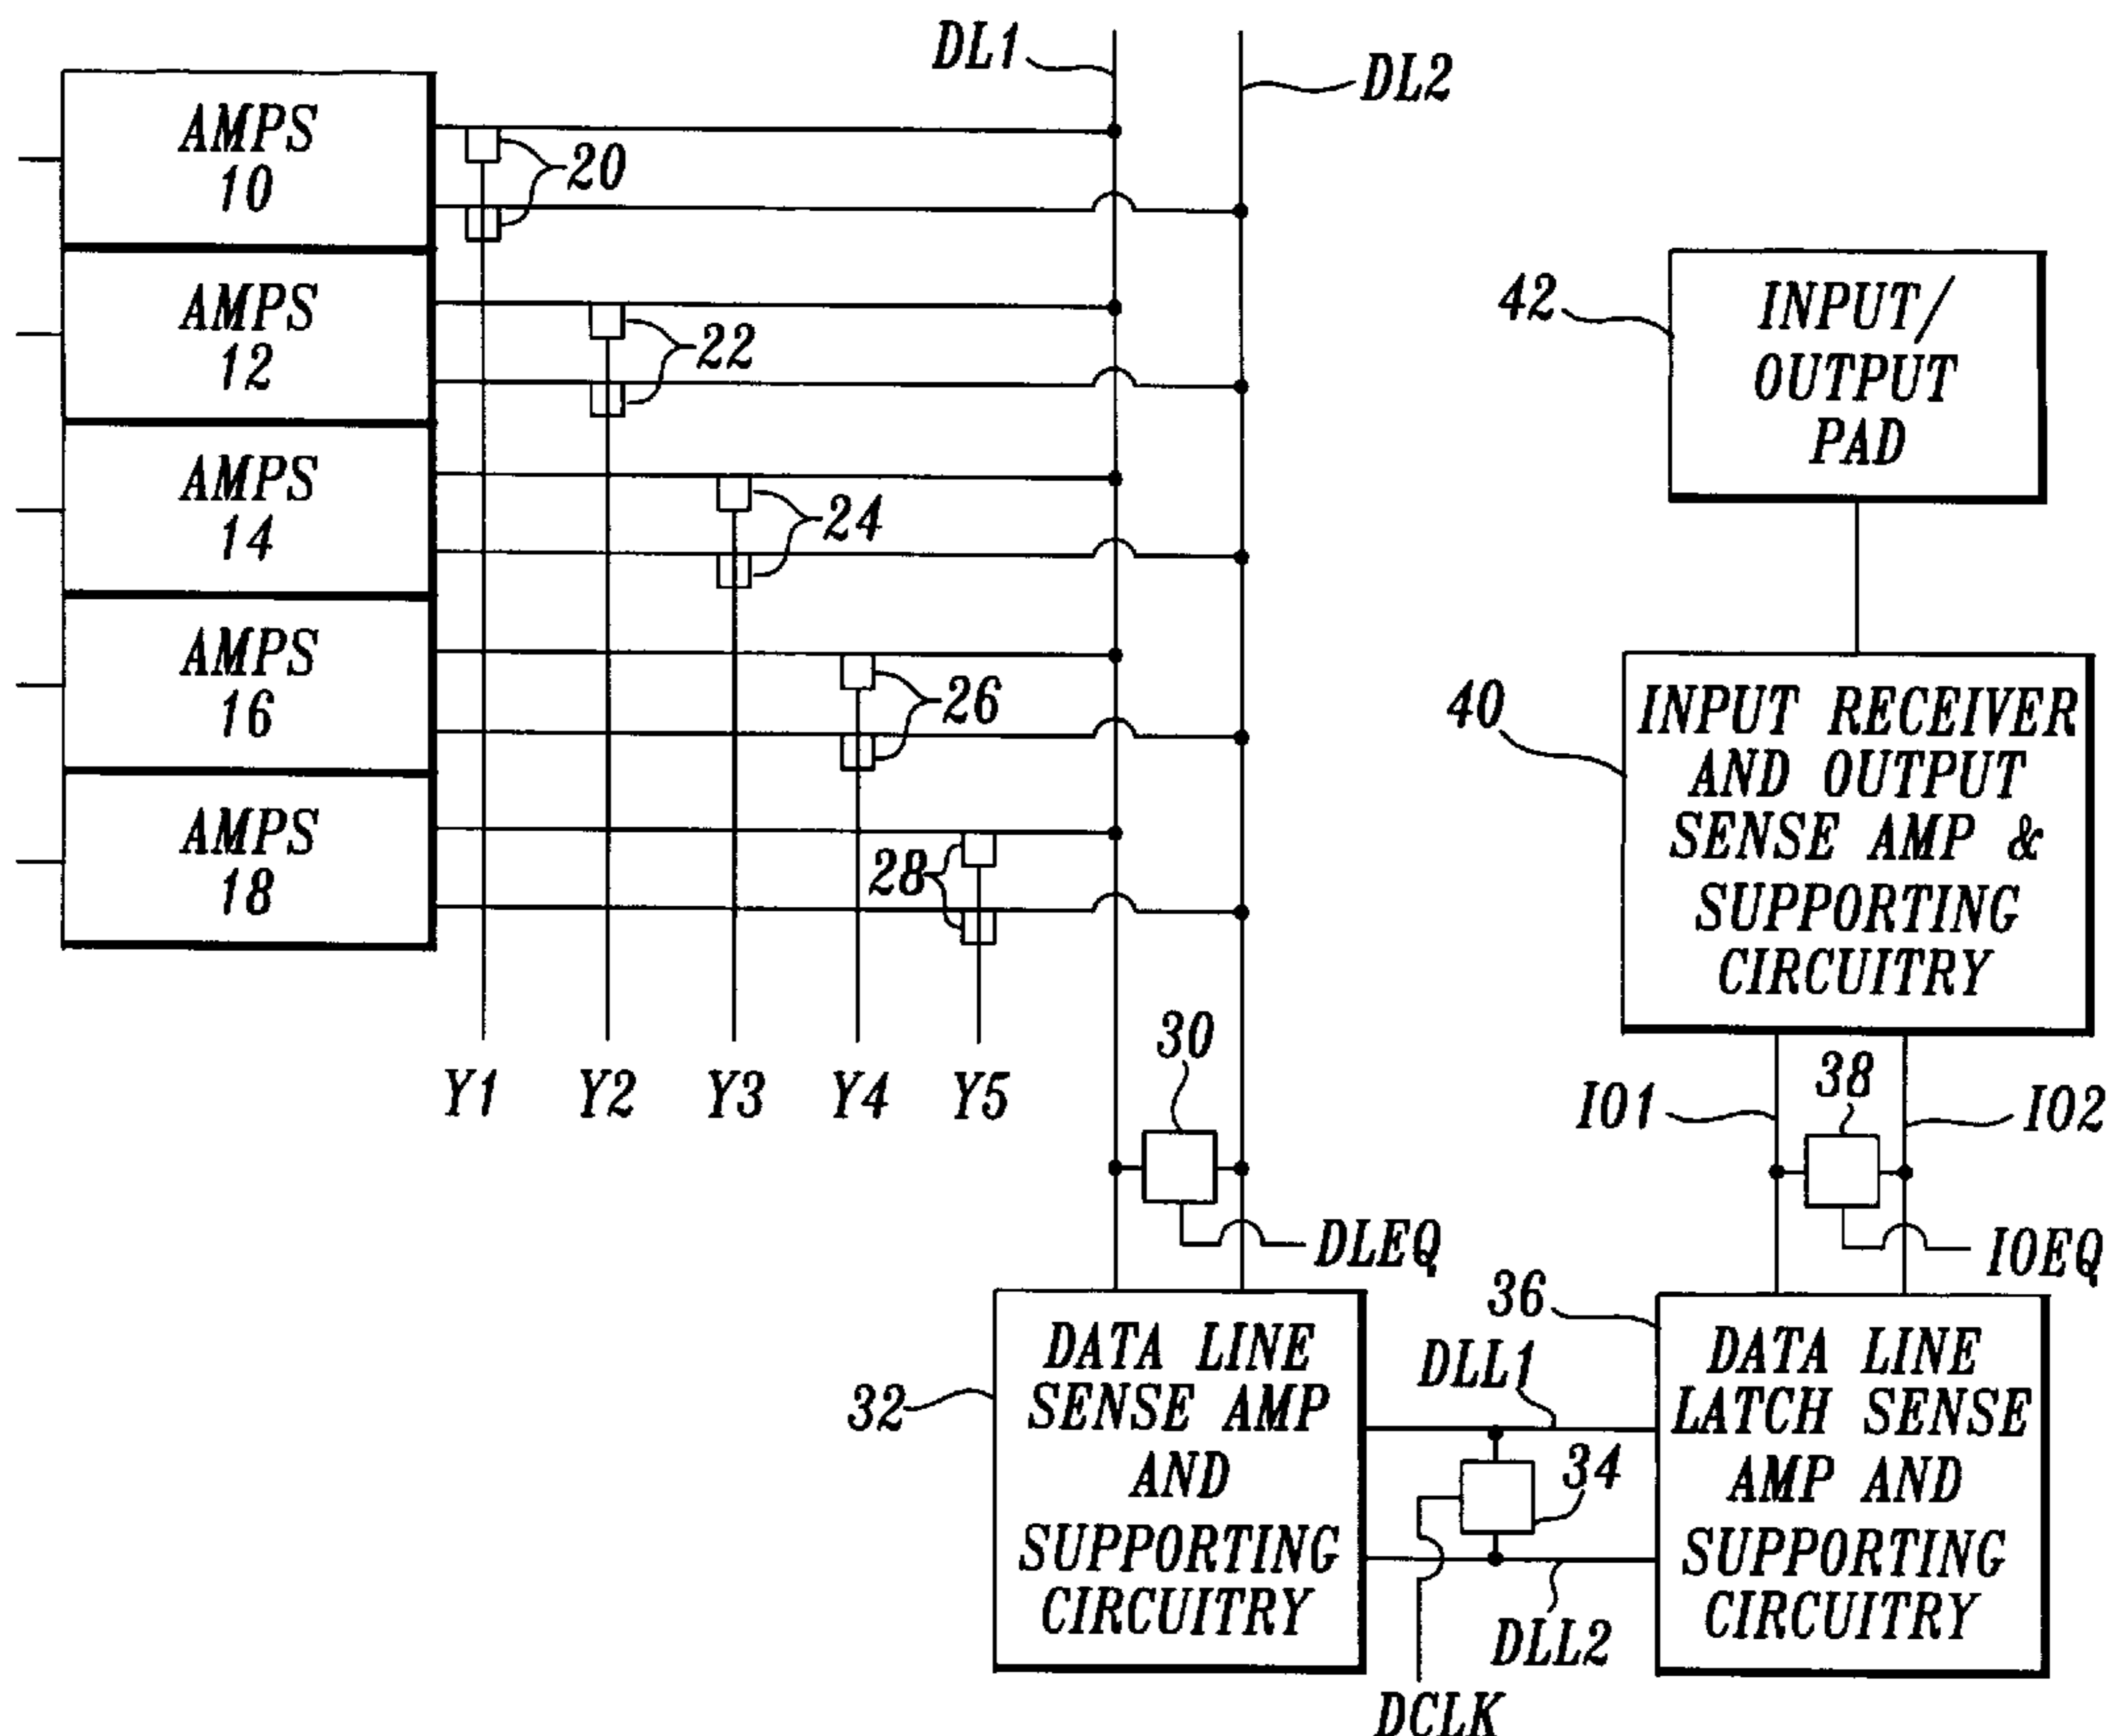 DL1
DL2
AMPS
10
20
AMPS
12
22
AMPS
14
24
AMPS
16
26
AMPS
18
28
Y1 Y2 Y3 Y4 Y5
30
DLEQ
32
DATA LINE
SENSE AMP
AND
SUPPORTING
CIRCUITRY
DLL1
34
DLL2
DCLK
36
DATA LINE
LATCH SENSE
AMP AND
SUPPORTING
CIRCUITRY
IO1
38
IO2
IOEQ
40
INPUT RECEIVER
AND OUTPUT
SENSE AMP &
SUPPORTING
CIRCUITRY
42
INPUT/
OUTPUT
PAD